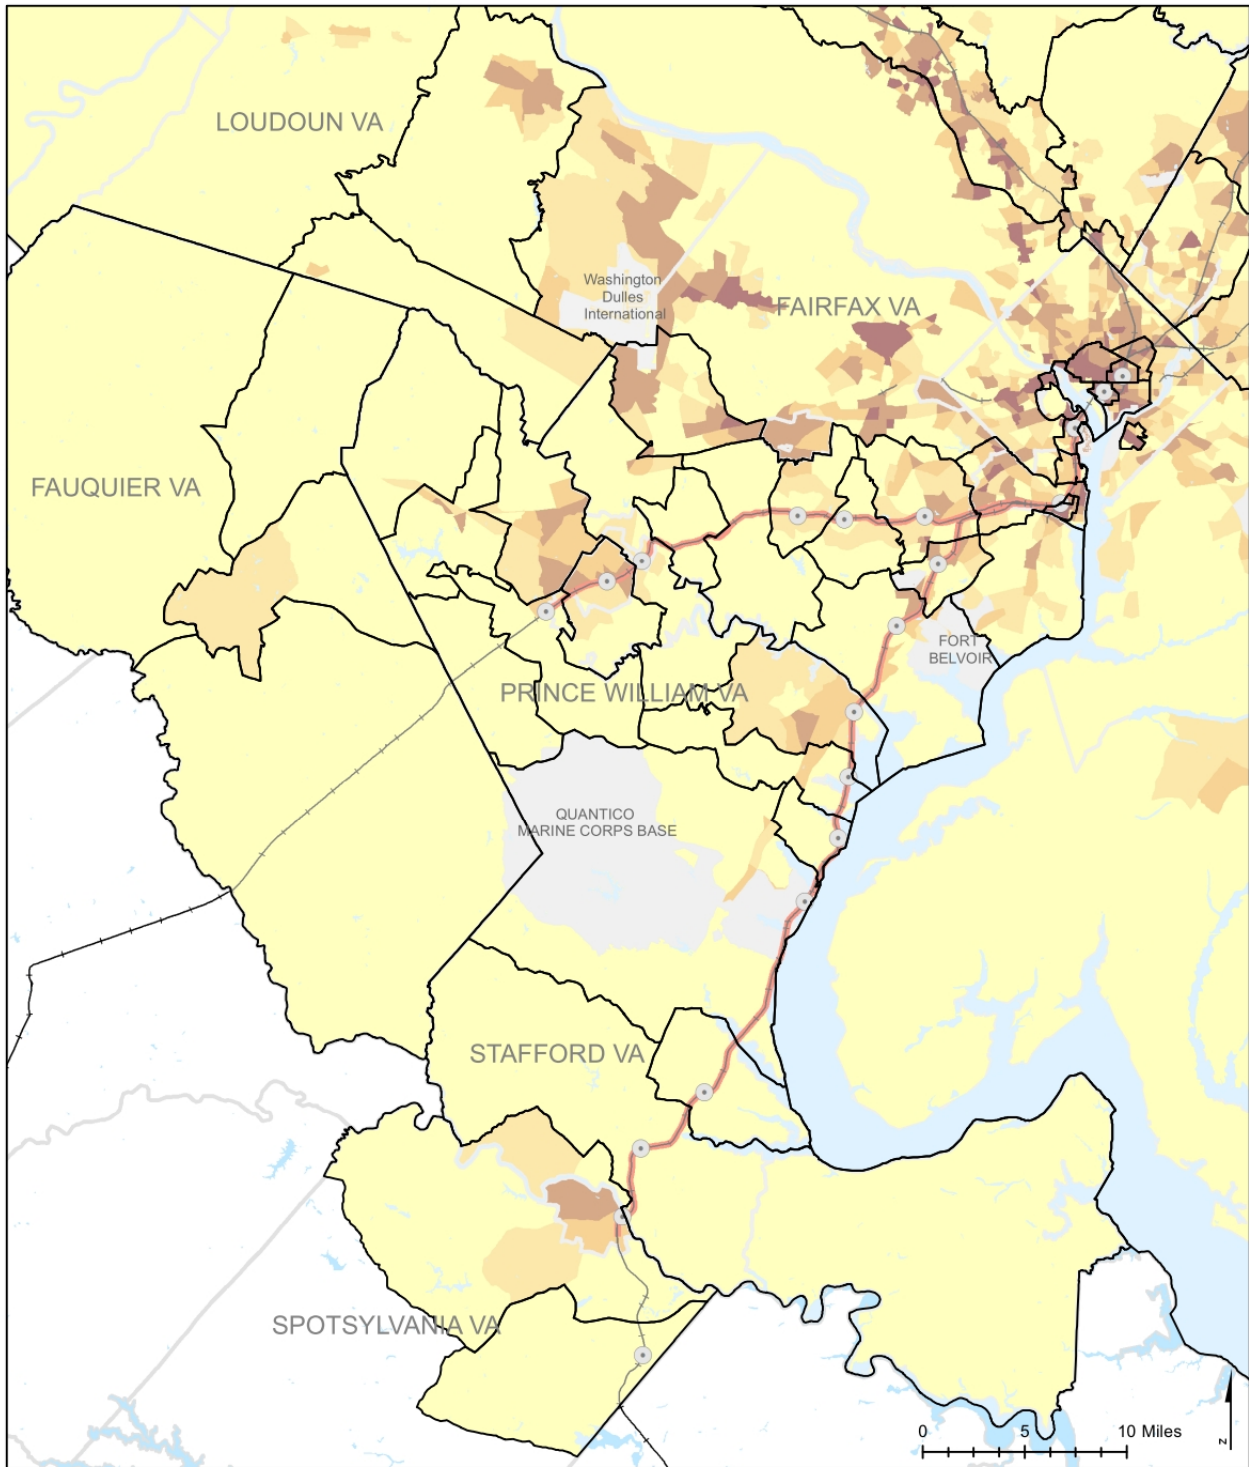 LOUDOUN VA
Washington
Dulles
International
FAIRFAX VA
FAUQUIER VA
FORT
BELVOIR
PRINCE WILLIAM VA
QUANTICO
MARINE CORPS BASE
STAFFORD VA
SPOTSYLVANIA VA
0 5 10 Miles
z